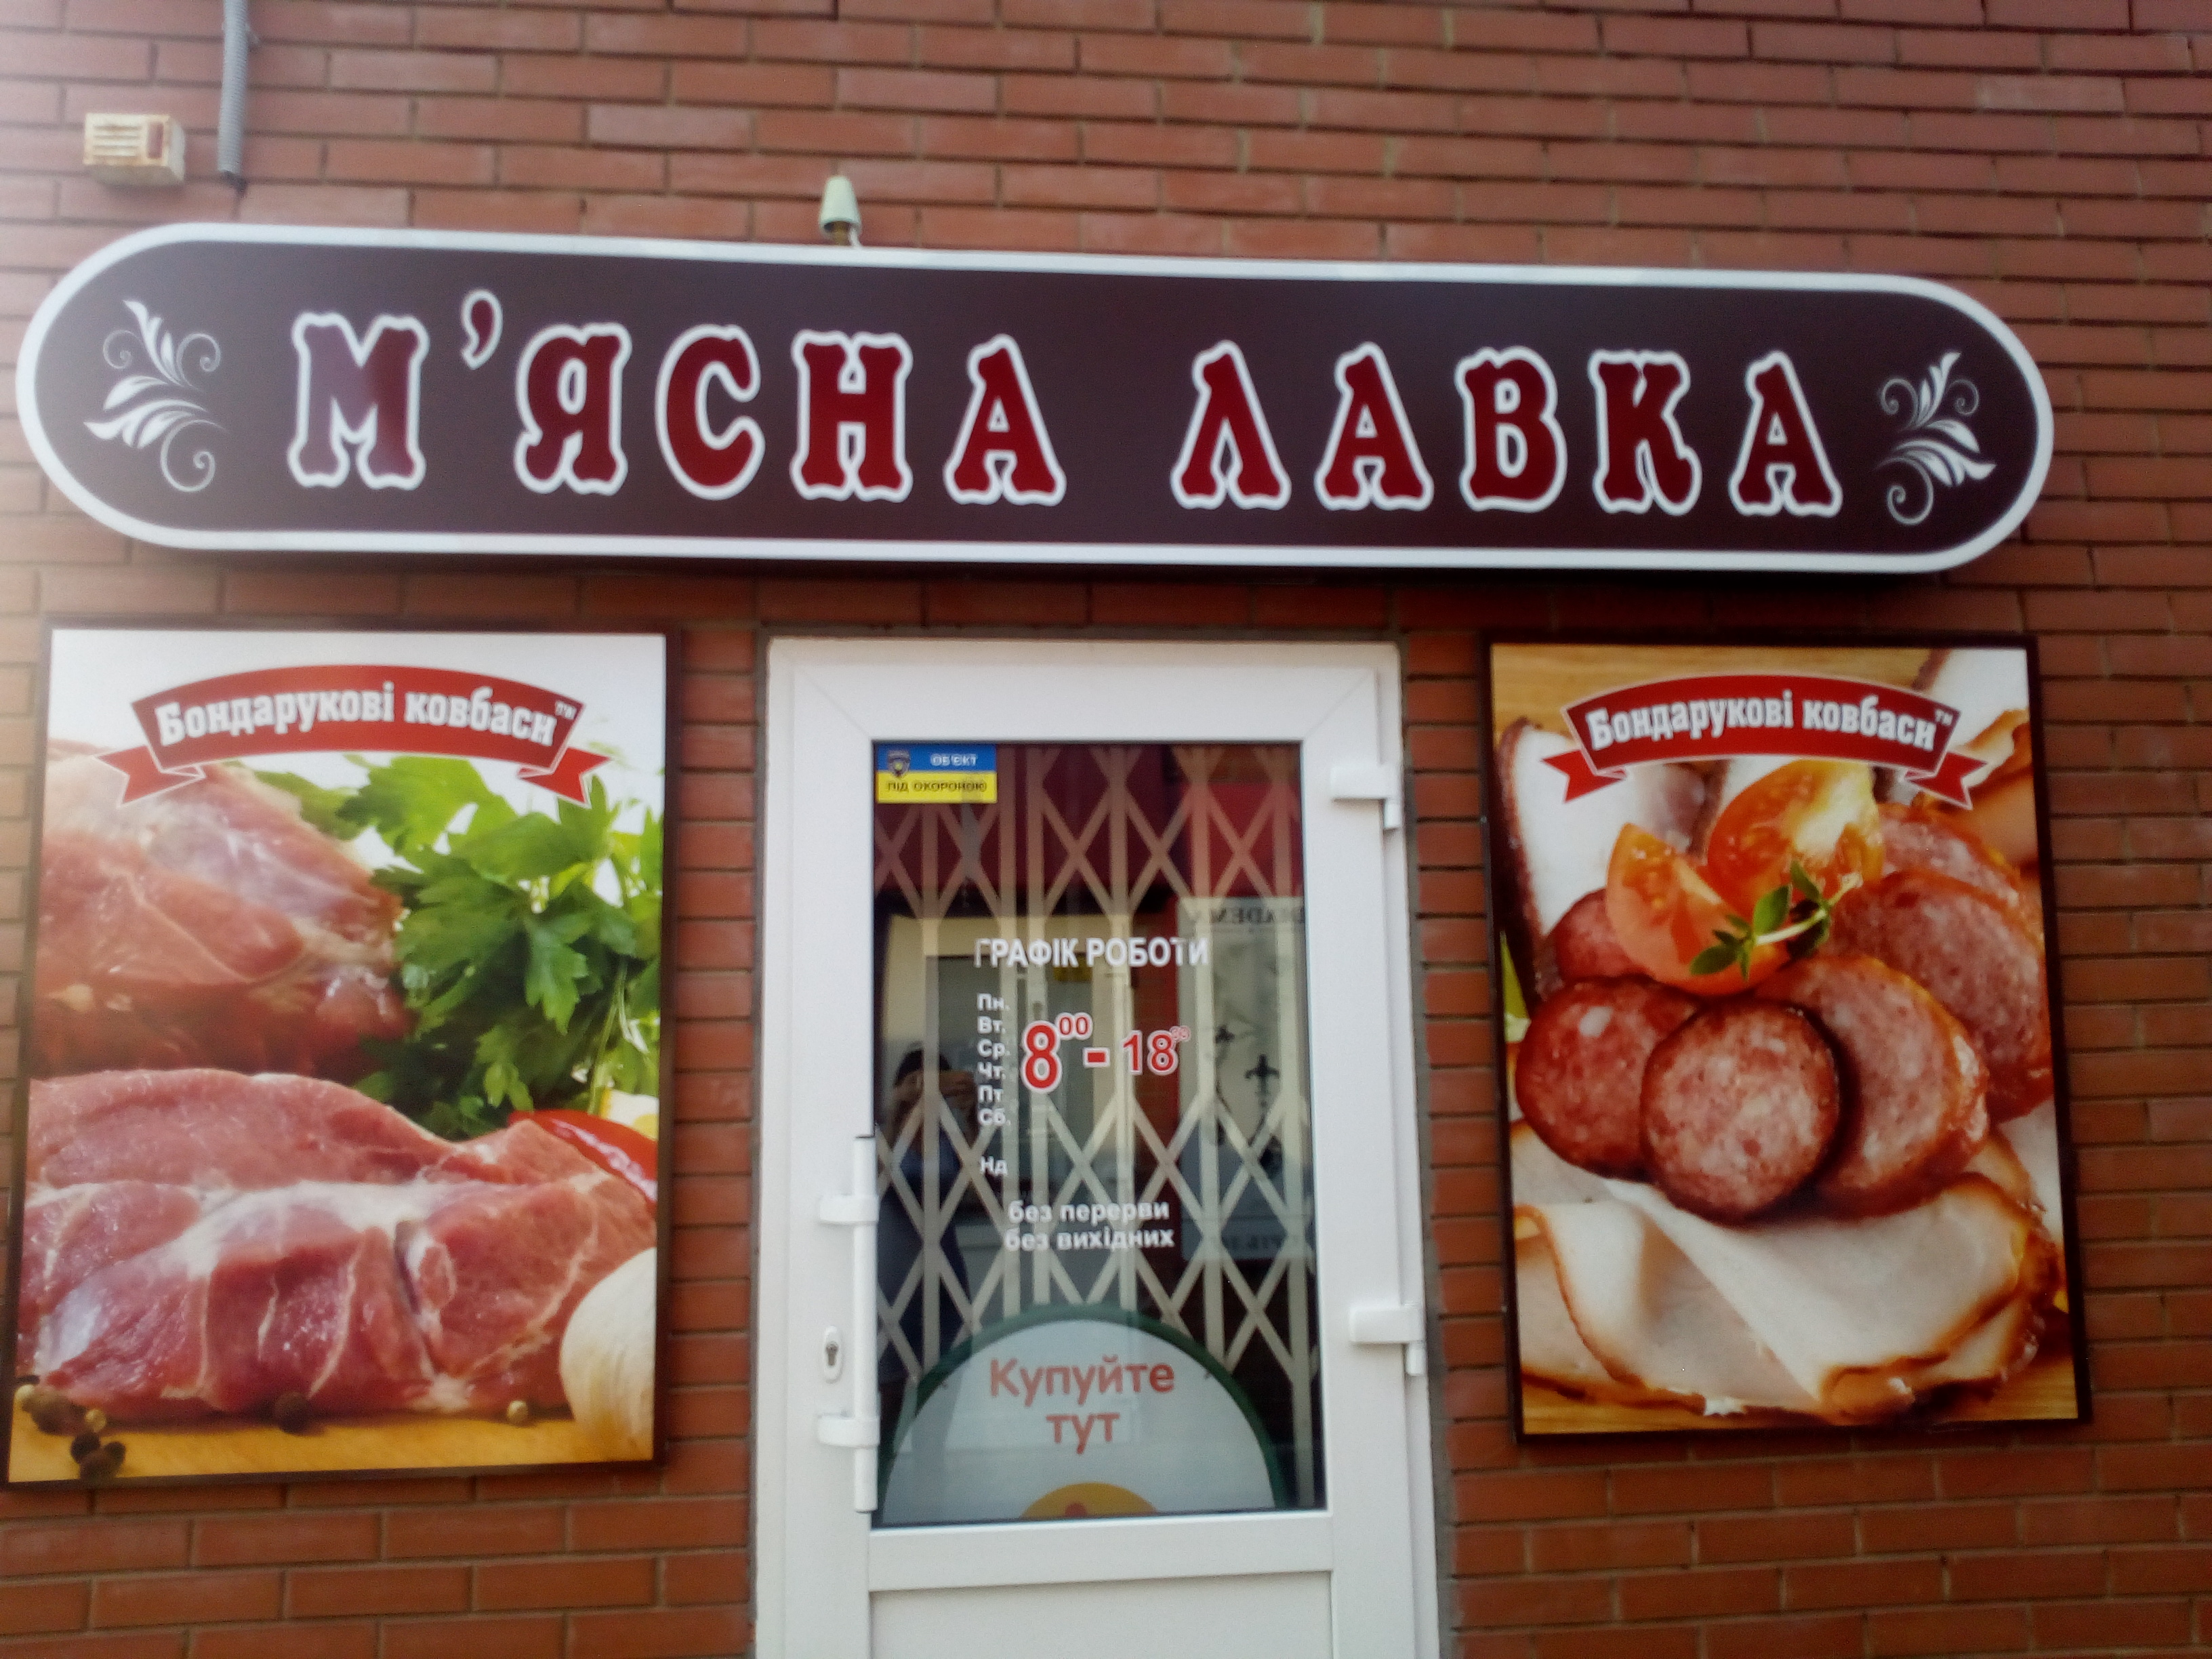 М'ЯСНА ЛАВКА
Бондарукові ковбаси™
Бондарукові ковбаси™
ОБ'ЄКТ
ПІД ОХОРОНОЮ
ГРАФІК РОБОТИ
Пн.
Вт.
Ср.
Чт.
Пт
Сб.
8⁰⁰-18⁰⁰
Нд
без перерви
без вихідних
Купуйте
тут